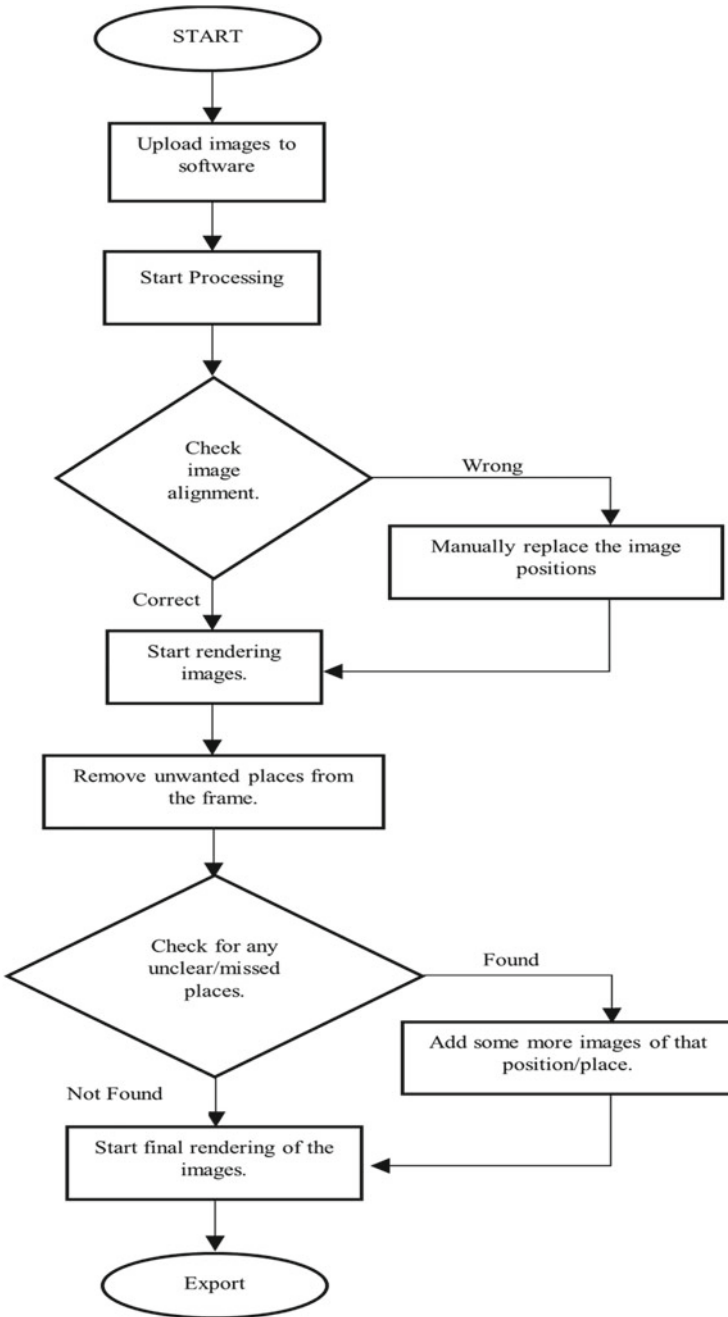 START
Upload images to
software
Start Processing
Check
image
alignment.
Wrong
Manually replace the image
positions
Correct
Start rendering
images.
Remove unwanted places from
the frame.
Check for any
unclear/missed
places.
Found
Add some more images of that
position/place.
Not Found
Start final rendering of the
images.
Export